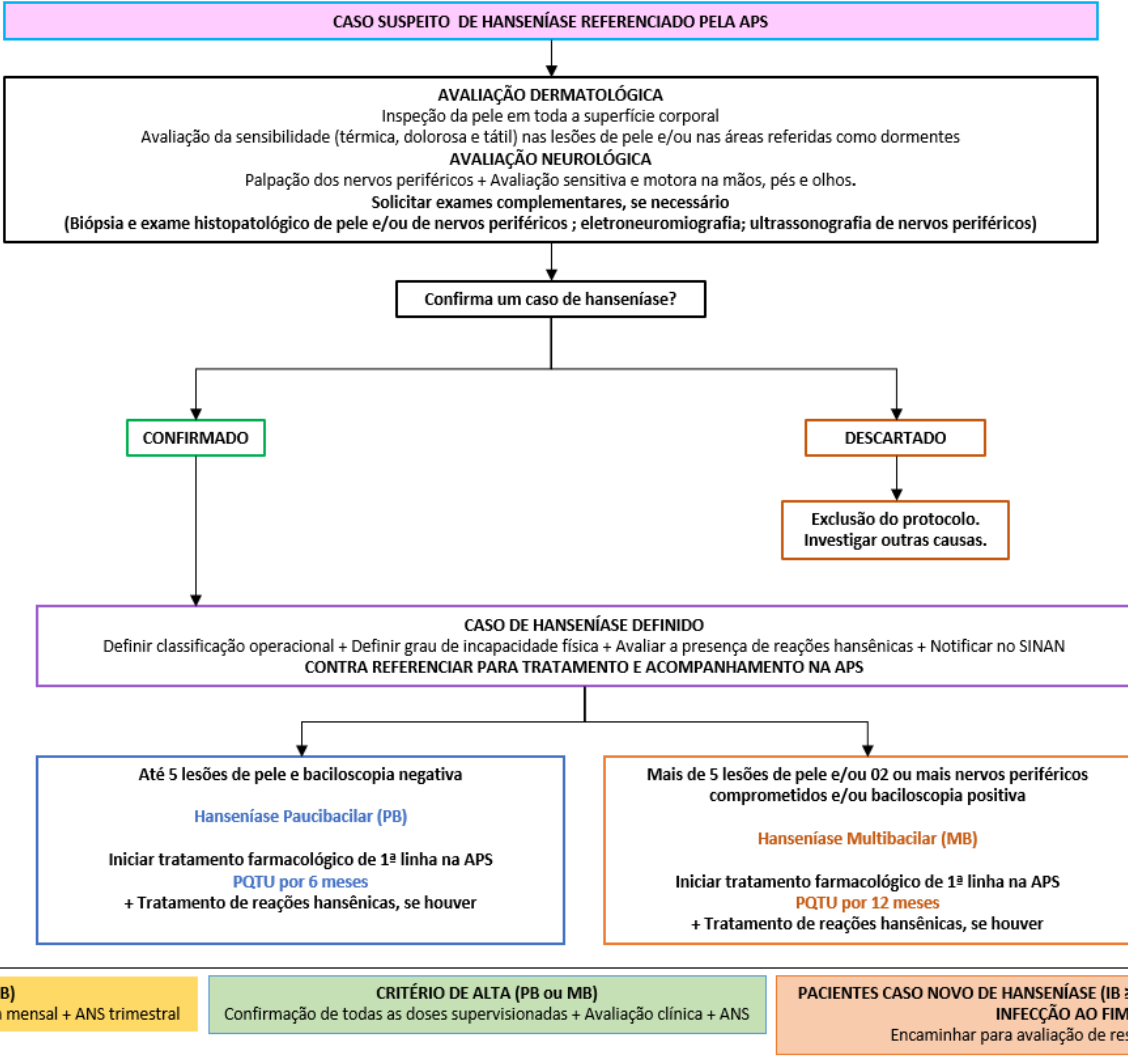 CASO SUSPEITO DE HANSENÍASE REFERENCIADO PELA APS
AVALIAÇÃO DERMATOLÓGICA
Inspeção da pele em toda a superfície corporal
Avaliação da sensibilidade (térmica, dolorosa e tátil) nas lesões de pele e/ou nas áreas referidas como dormentes
AVALIAÇÃO NEUROLÓGICA
Palpação dos nervos periféricos + Avaliação sensitiva e motora na mãos, pés e olhos.
Solicitar exames complementares, se necessário
(Biópsia e exame histopatológico de pele e/ou de nervos periféricos ; eletroneuromiografia; ultrassonografia de nervos periféricos)
Confirma um caso de hanseníase?
CONFIRMADO
DESCARTADO
Exclusão do protocolo.
Investigar outras causas.
CASO DE HANSENÍASE DEFINIDO
Definir classificação operacional + Definir grau de incapacidade física + Avaliar a presença de reações hansênicas + Notificar no SINAN
CONTRA REFERENCIAR PARA TRATAMENTO E ACOMPANHAMENTO NA APS
Até 5 lesões de pele e baciloscopia negativa
Hanseníase Paucibacilar (PB)
Iniciar tratamento farmacológico de 1ª linha na APS
PQTU por 6 meses
+ Tratamento de reações hansênicas, se houver
Mais de 5 lesões de pele e/ou 02 ou mais nervos periféricos
comprometidos e/ou baciloscopia positiva
Hanseníase Multibacilar (MB)
Iniciar tratamento farmacológico de 1ª linha na APS
PQTU por 12 meses
+ Tratamento de reações hansênicas, se houver
B)
mensal + ANS trimestral
CRITÉRIO DE ALTA (PB ou MB)
Confirmação de todas as doses supervisionadas + Avaliação clínica + ANS
PACIENTES CASO NOVO DE HANSENÍASE (IB ≥
INFECÇÃO AO FIM
Encaminhar para avaliação de res